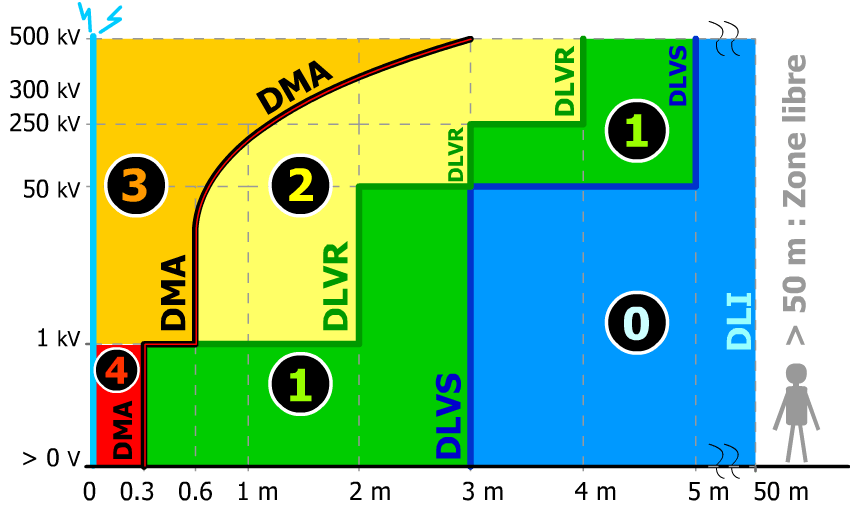 500 kV
300 kV
250 kV
50 kV
1 kV
> 0 v
DMA
DLVR
DLVS
1
DLVR
3
2
DMA
DLVR
DLI
0
4
DMA
1
DLVS
> 50 m : Zone libre
0 0.3 0.6 1 m 2 m 3 m 4 m 5 m 50 m